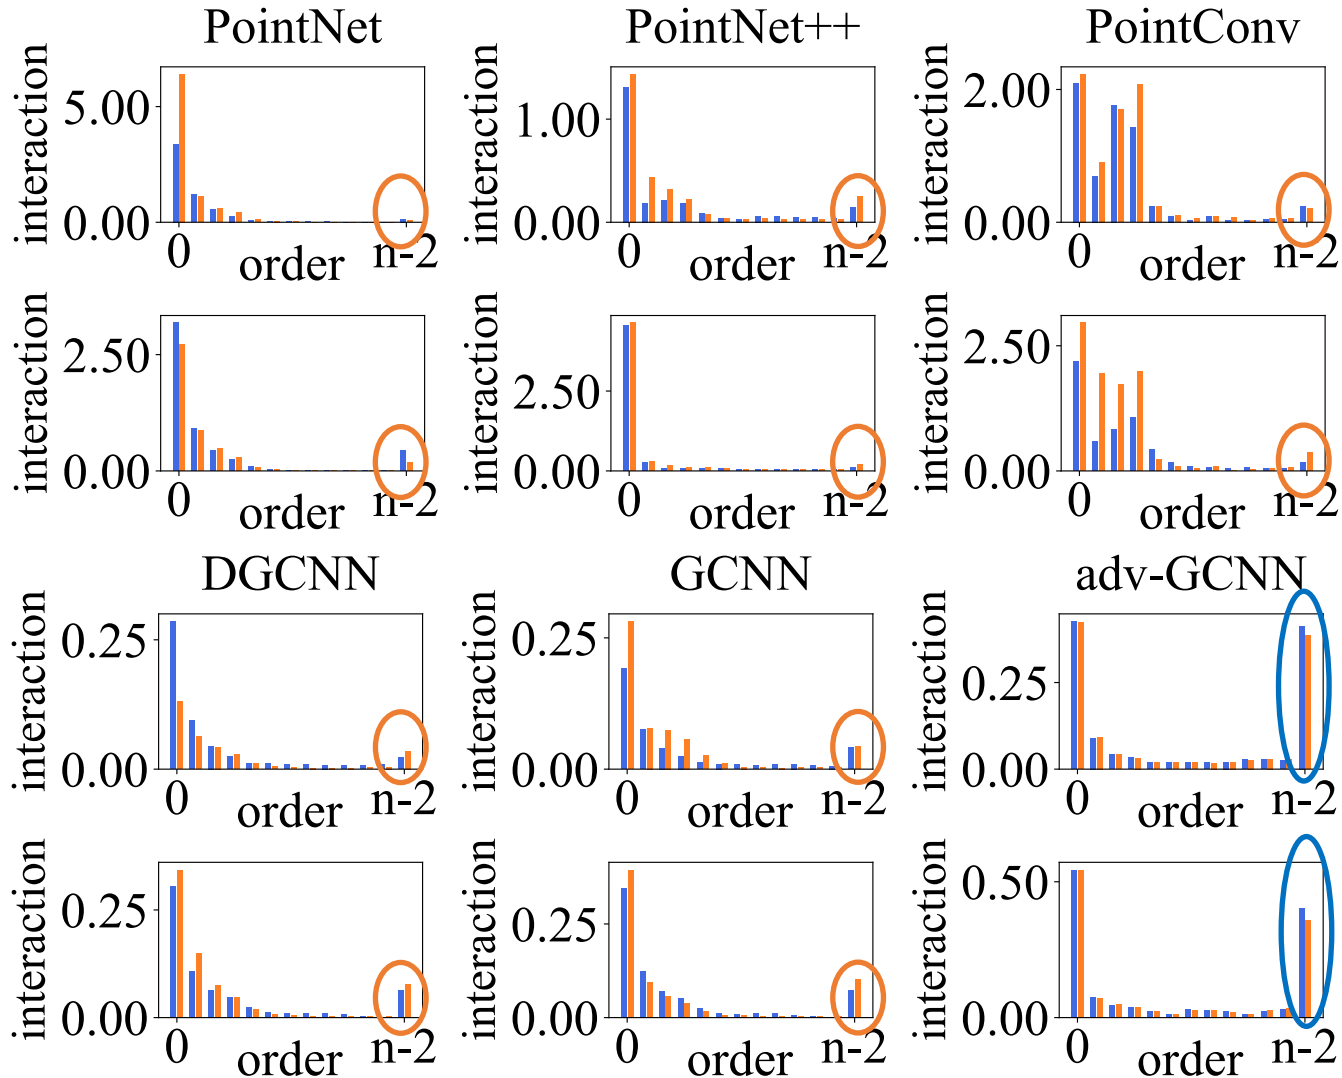 PointNet PointNet++ PointConv
interaction 5.00 0.00 0 order n-2
interaction 1.00 0.00 0 order n-2
interaction 2.00 0.00 0 order n-2
interaction 2.50 0.00 0 order n-2
interaction 2.50 0.00 0 order n-2
interaction 2.50 0.00 0 order n-2
DGCNN GCNN adv-GCNN
interaction 0.25 0.00 0 order n-2
interaction 0.25 0.00 0 order n-2
interaction 0.25 0.00 0 order n-2
interaction 0.25 0.00 0 order n-2
interaction 0.25 0.00 0 order n-2
interaction 0.50 0.00 0 order n-2